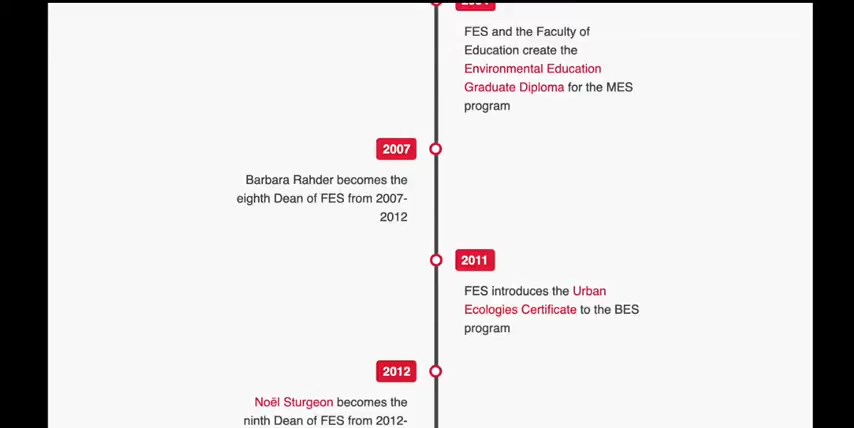 FES and the Faculty of
Education create the
Environmental Education
Graduate Diploma for the MES
program
2007
Barbara Rahder becomes the
eighth Dean of FES from 2007-
2012
2011
FES introduces the Urban
Ecologies Certificate to the BES
program
2012
Noël Sturgeon becomes the
ninth Dean of FES from 2012-